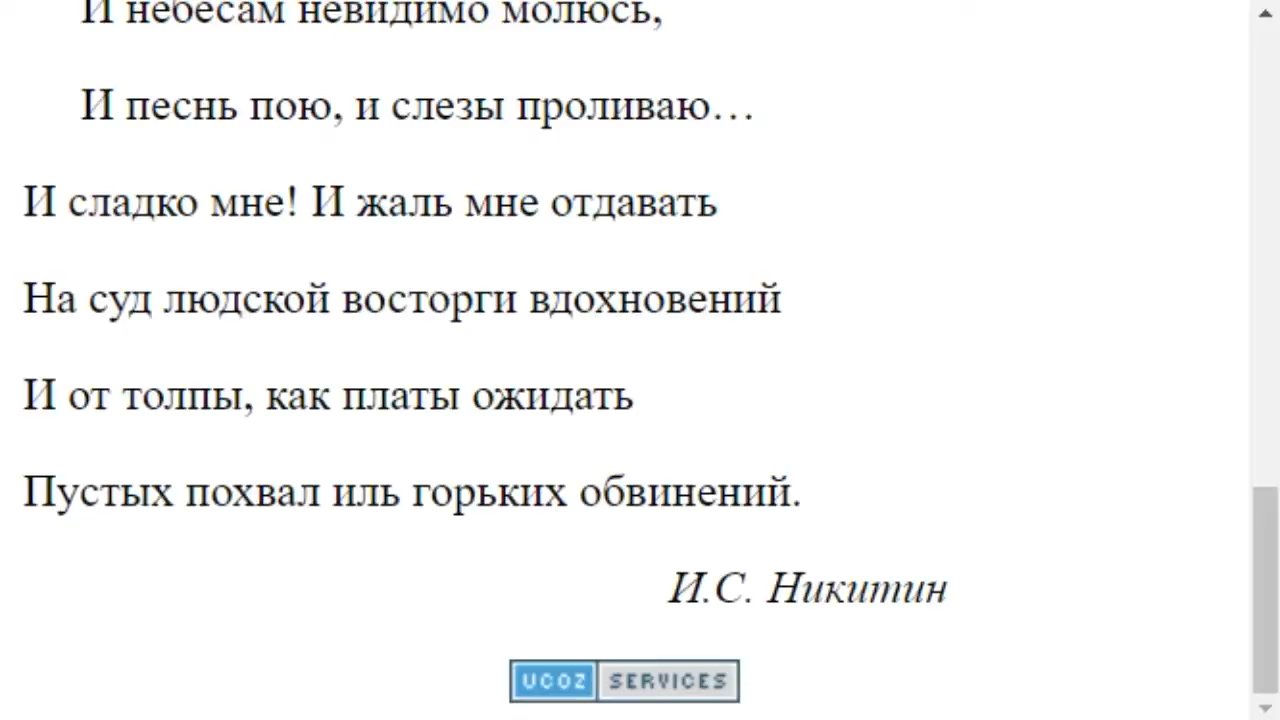 И небесам невидимо молюсь,
И песнь пою, и слезы проливаю…
И сладко мне! И жаль мне отдавать
На суд людской восторги вдохновений
И от толпы, как платы ожидать
Пустых похвал иль горьких обвинений.
И.С. Никитин
UCOZ SERVICES